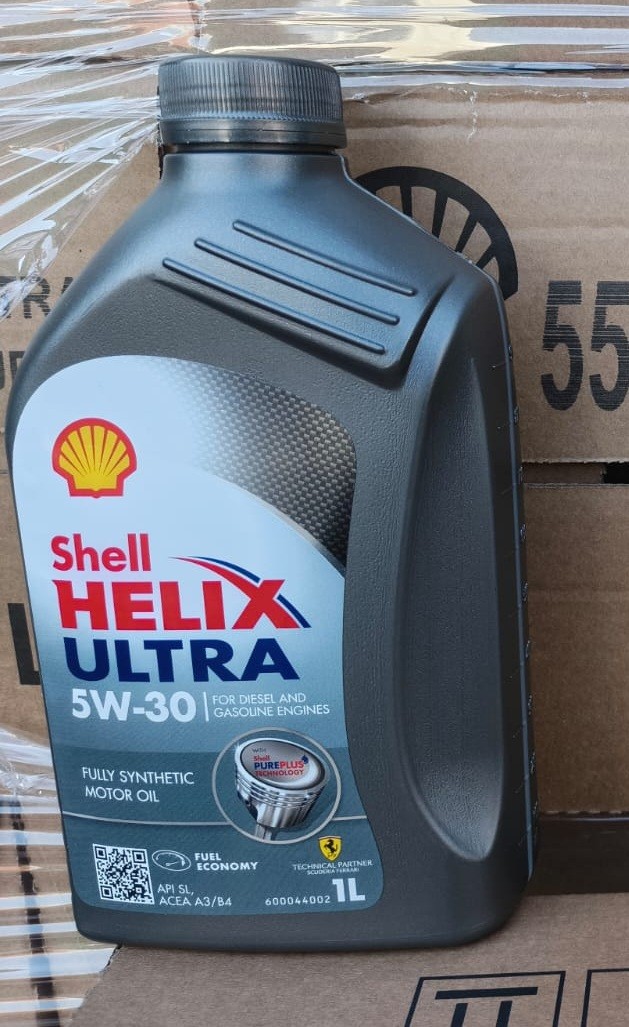 55
Shell
HELIX
ULTRA
5W-30
FOR DIESEL AND
GASOLINE ENGINES
FULLY SYNTHETIC
MOTOR OIL
with
Shell
PUREPLUS
TECHNOLOGY
FUEL
ECONOMY
API SL,
ACEA A3/B4
TECHNICAL PARTNER
SCUDERIA FERRARI
600044002 1L